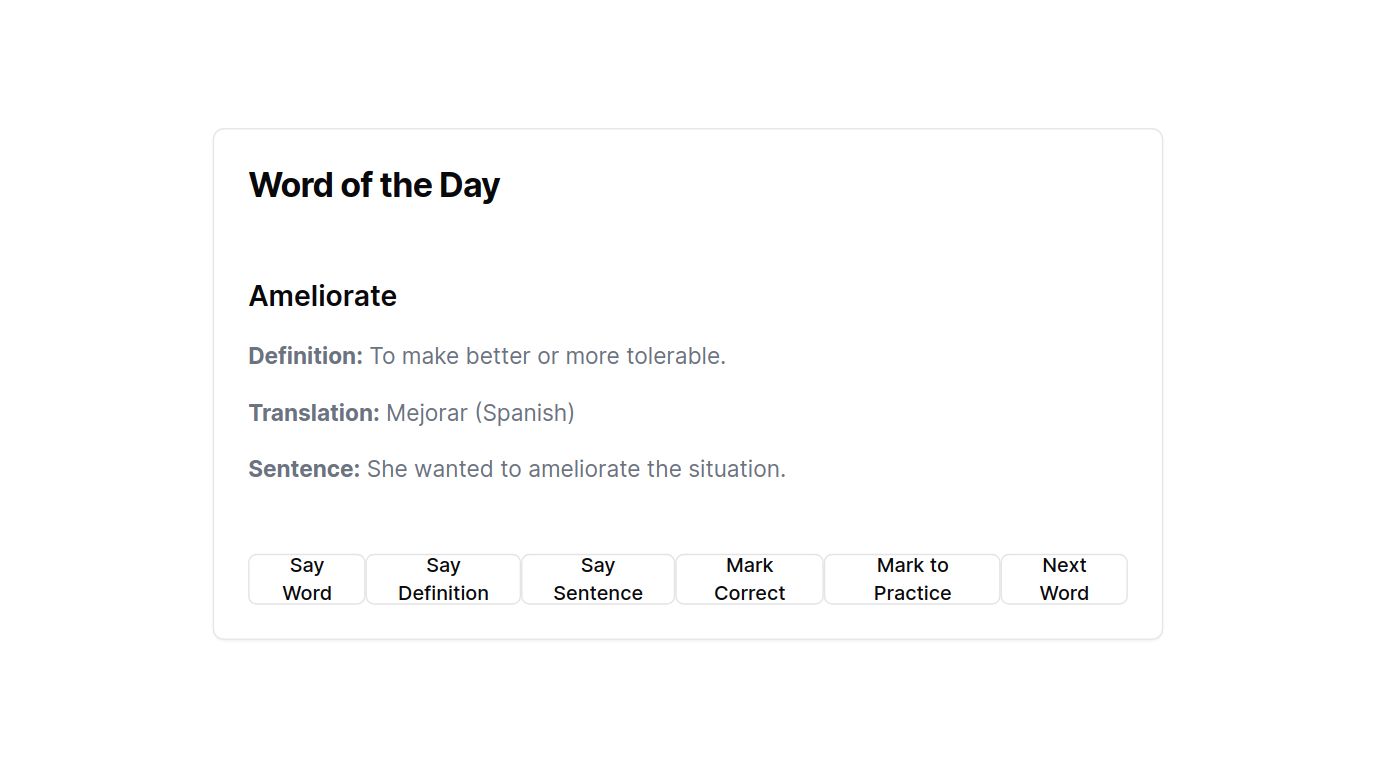 Word of the Day
Ameliorate
Definition: To make better or more tolerable.
Translation: Mejorar (Spanish)
Sentence: She wanted to ameliorate the situation.
Say
Word
Say
Definition
Say
Sentence
Mark
Correct
Mark to
Practice
Next
Word